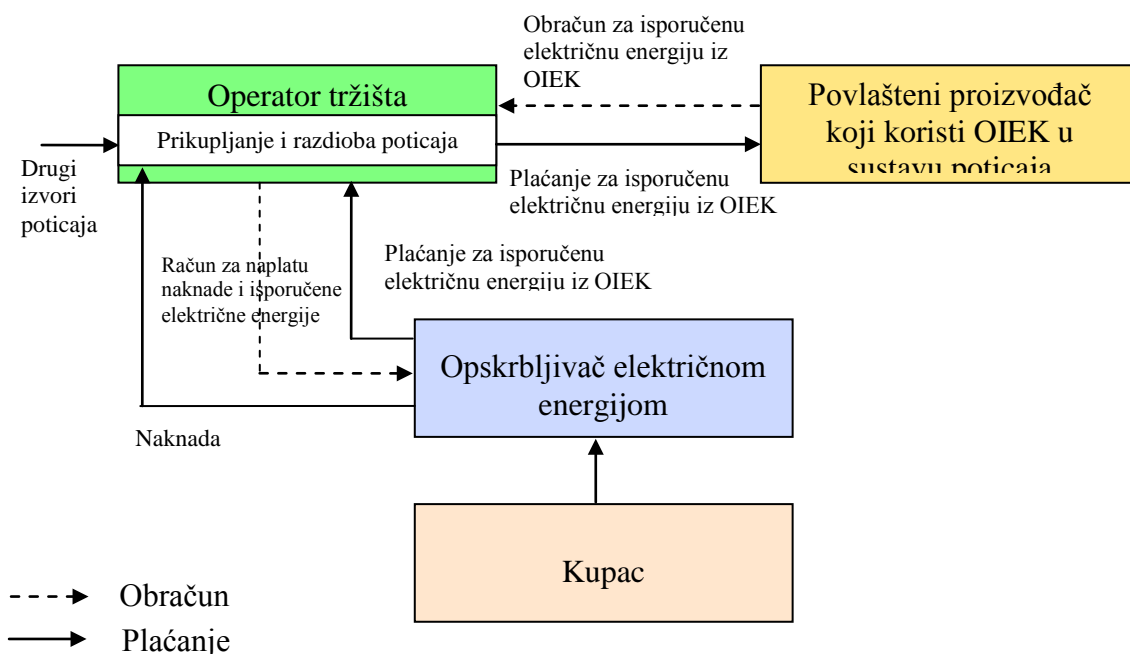 Obračun za isporučenu
električnu energiju iz
OIEK
Operator tržišta
Prikupljanje i razdioba poticaja
Povlašteni proizvođač
koji koristi OIEK u
sustavu poticaja
Drugi
izvori
poticaja
Plaćanje za isporučenu
električnu energiju iz OIEK
Račun za naplatu
naknade i isporučene
električne energije
Plaćanje za isporučenu
električnu energiju iz OIEK
Opskrbljivač električnom
energijom
Naknada
Kupac
Obračun
Plaćanje